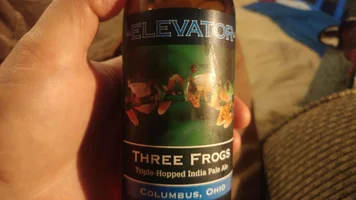 ELEVATOR
THREE FROGS
Triple-Hopped India Pale Ale
COLUMBUS, OHIO